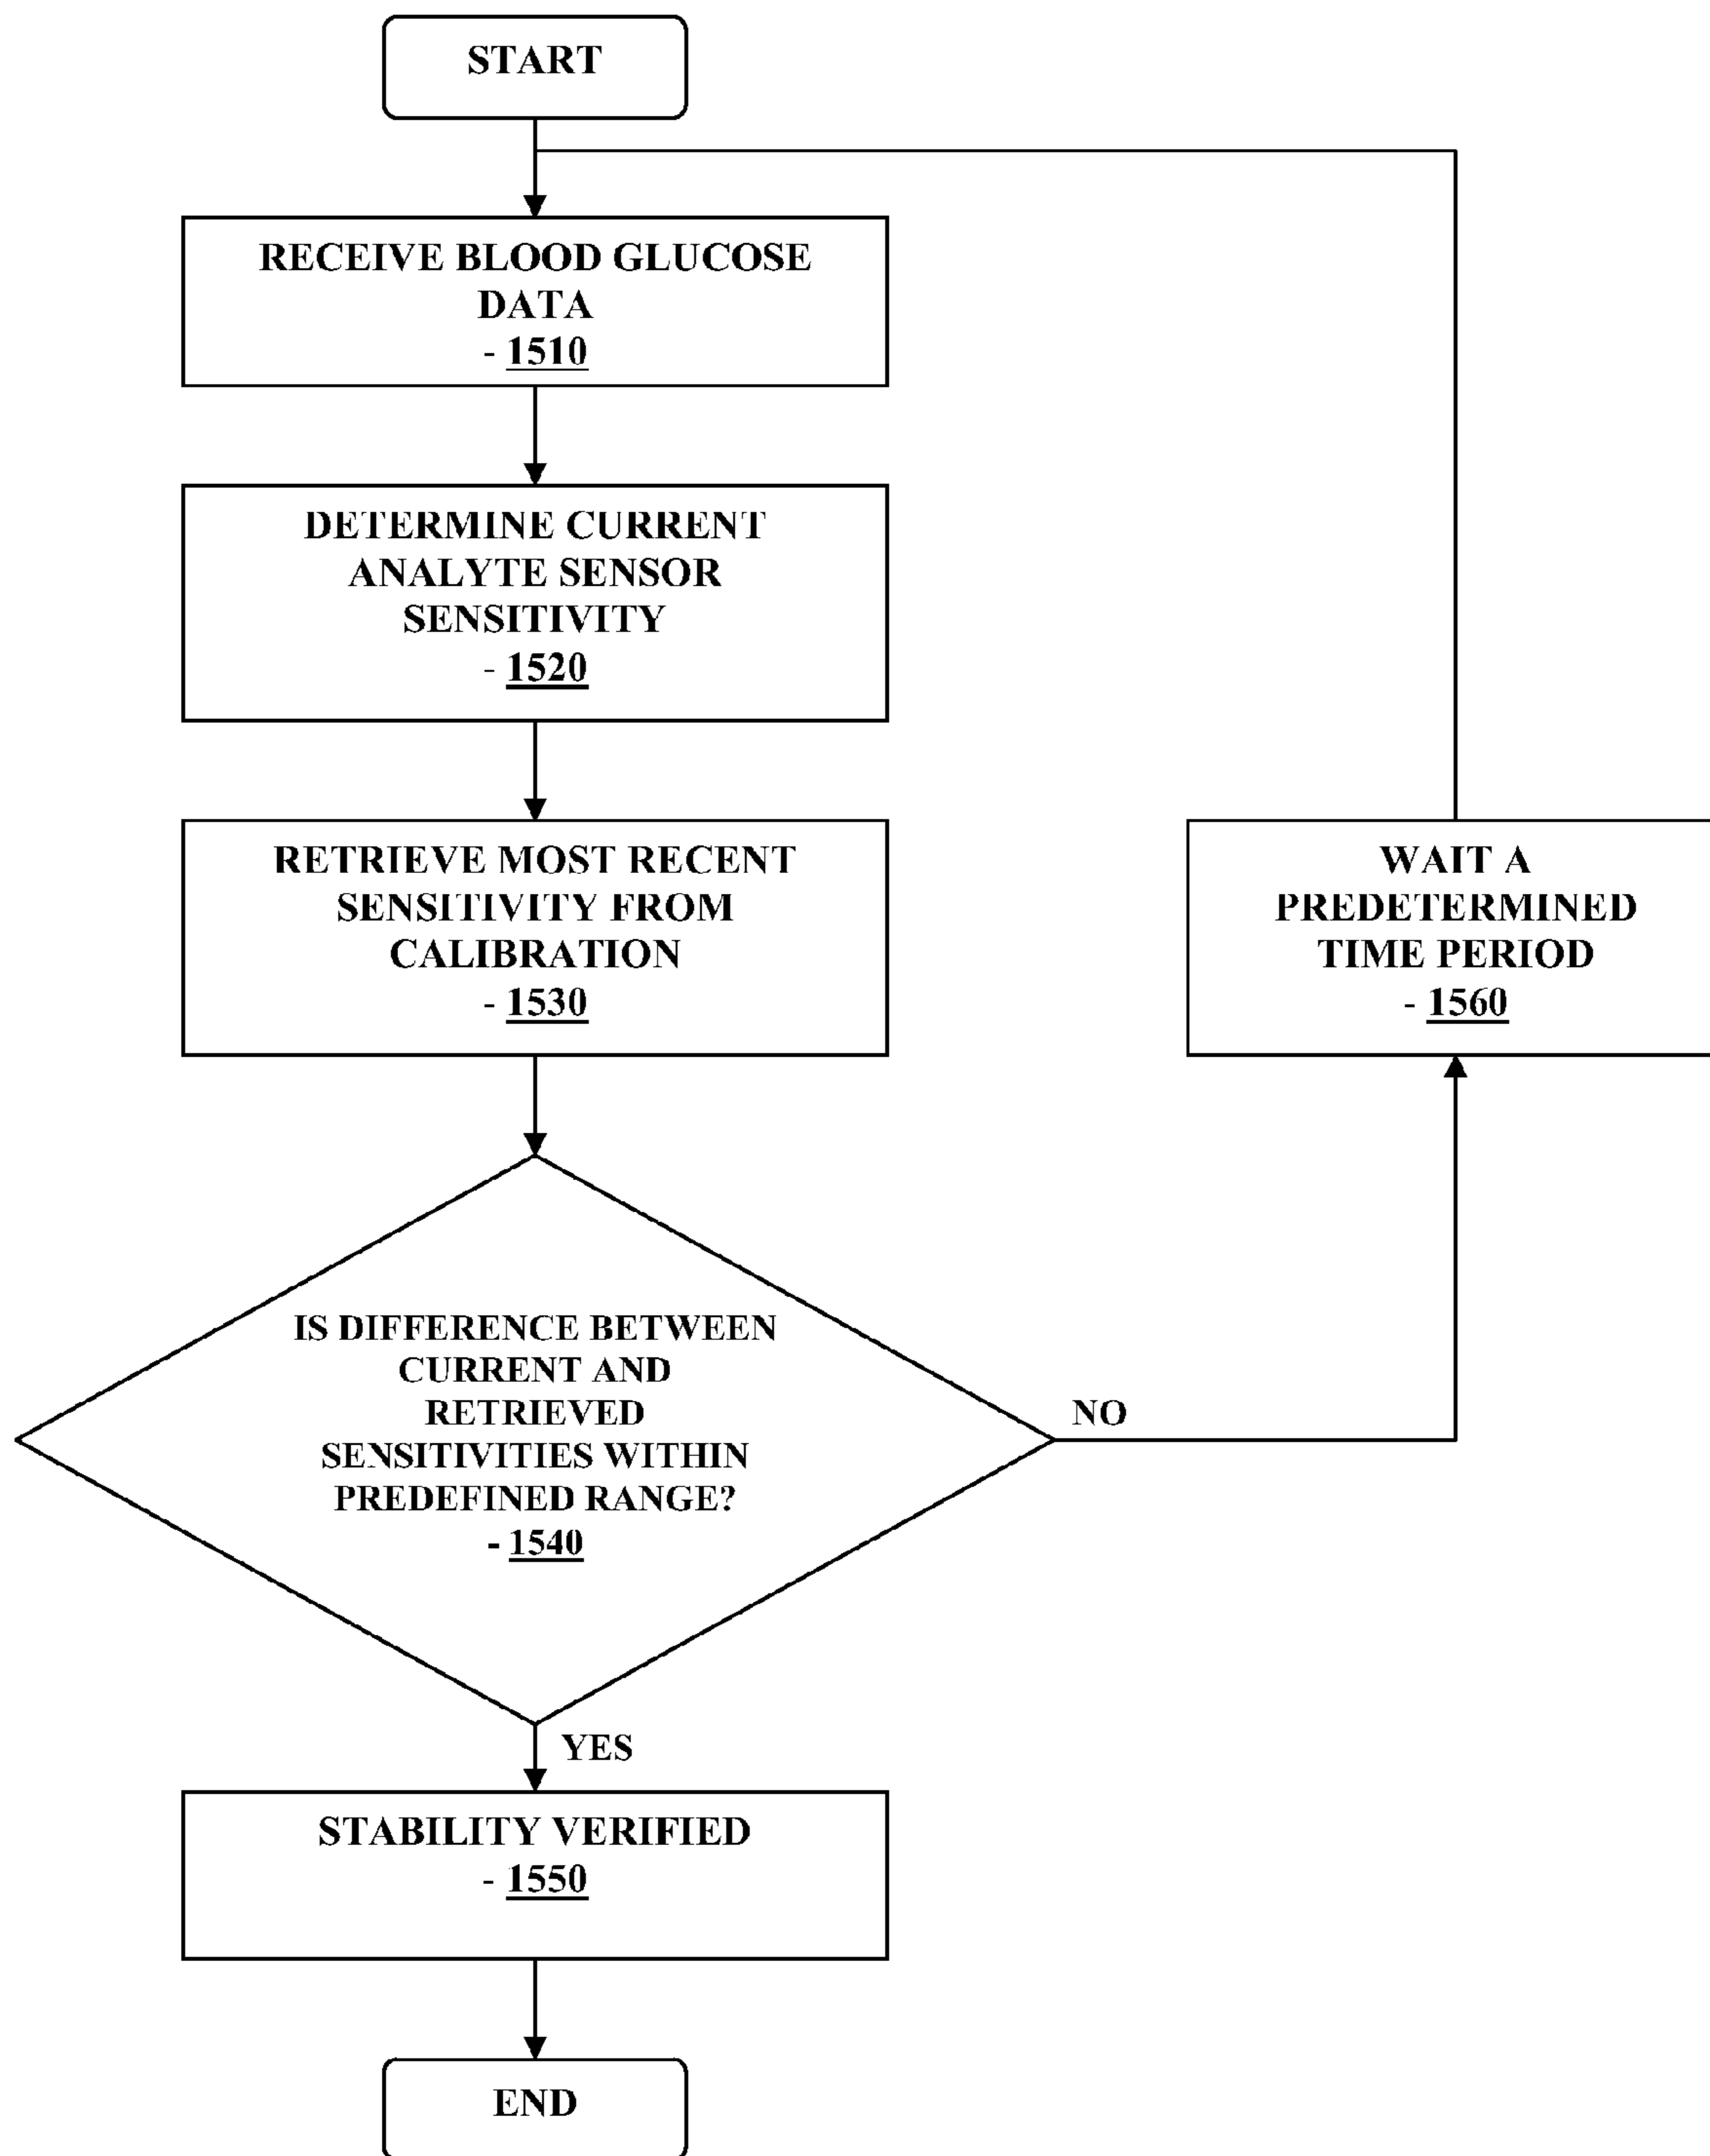 START
RECEIVE BLOOD GLUCOSE
DATA
- 1510
DETERMINE CURRENT
ANALYTE SENSOR
SENSITIVITY
- 1520
RETRIEVE MOST RECENT
SENSITIVITY FROM
CALIBRATION
- 1530
WAIT A
PREDETERMINED
TIME PERIOD
- 1560
IS DIFFERENCE BETWEEN
CURRENT AND
RETRIEVED
SENSITIVITIES WITHIN
PREDEFINED RANGE?
- 1540
NO
YES
STABILITY VERIFIED
- 1550
END